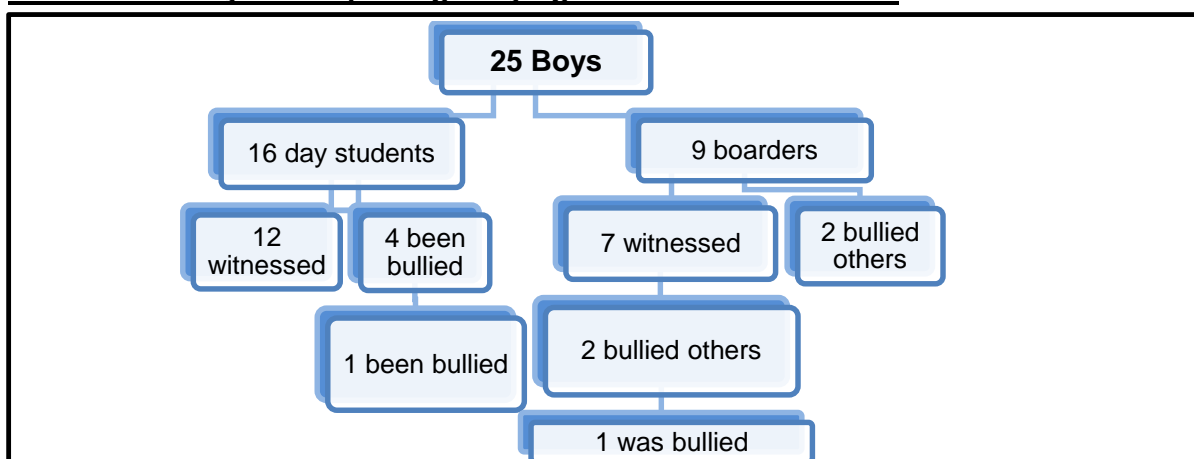 25 Boys
16 day students
9 boarders
12
witnessed
4 been
bullied
7 witnessed
2 bullied
others
1 been bullied
2 bullied others
1 was bullied